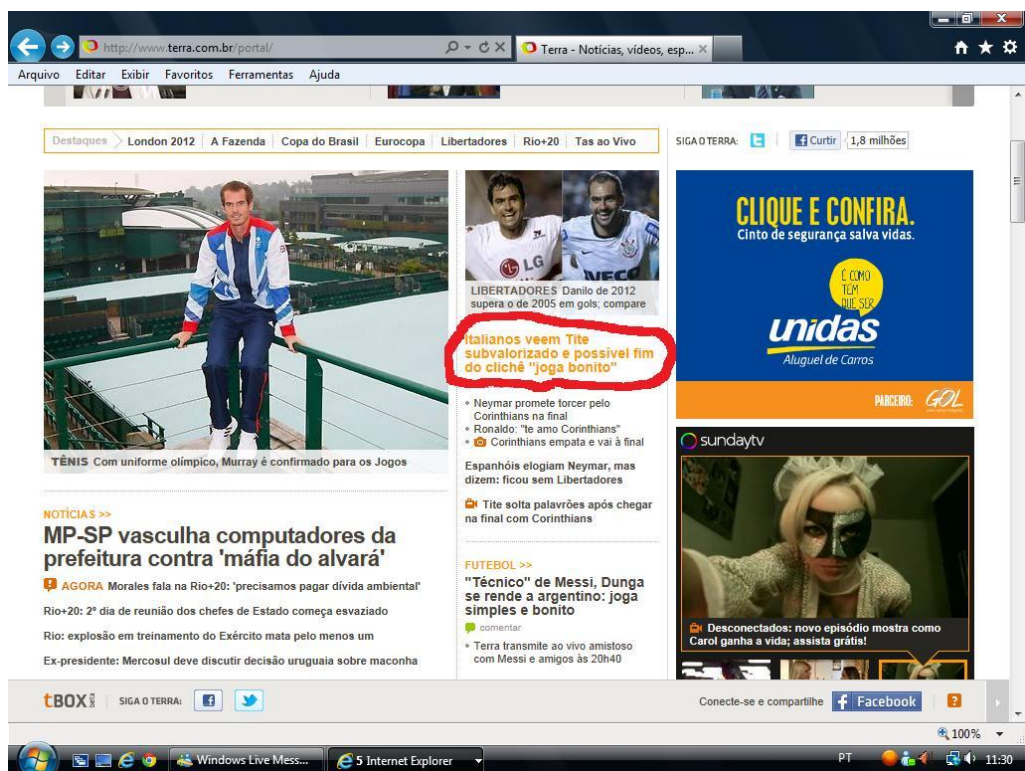 http://www.terra.com.br/portal/
Terra - Notícias, vídeos, esp...
Arquivo Editar Exibir Favoritos Ferramentas Ajuda
Destaques London 2012 A Fazenda Copa do Brasil Eurocopa Libertadores Rio+20 Tas ao Vivo
SIGA O TERRA: Curtir 1,8 milhões
TÊNIS Com uniforme olímpico, Murray é confirmado para os Jogos
NOTÍCIAS >>
MP-SP vasculha computadores da
prefeitura contra 'máfia do alvará'
AGORA Morales fala na Rio+20: 'precisamos pagar dívida ambiental'
Rio+20: 2º dia de reunião dos chefes de Estado começa esvaziado
Rio: explosão em treinamento do Exército mata pelo menos um
Ex-presidente: Mercosul deve discutir decisão uruguaia sobre maconha
LG
IVECO
LIBERTADORES Danilo de 2012
supera o de 2005 em gols; compare
Italianos veem Tite
subvalorizado e possível fim
do clichê "joga bonito"
Neymar promete torcer pelo
Corinthians na final
Ronaldo: "te amo Corinthians"
Corinthians empata e vai à final
Espanhóis elogiam Neymar, mas
dizem: ficou sem Libertadores
Tite solta palavrões após chegar
na final com Corinthians
FUTEBOL >>
"Técnico" de Messi, Dunga
se rende a argentino: joga
simples e bonito
comentar
Terra transmite ao vivo amistoso
com Messi e amigos às 20h40
CLIQUE E CONFIRA.
Cinto de segurança salva vidas.
É COMO
TEM
QUE SER
unidas
Aluguel de Carros
PARCEIRO: GOL
sundaytv
Desconectados: novo episódio mostra como
Carol ganha a vida; assista grátis!
tBOX SIGA O TERRA:
Conecte-se e compartilhe Facebook
100%
Windows Live Mess... 5 Internet Explorer PT 11:30